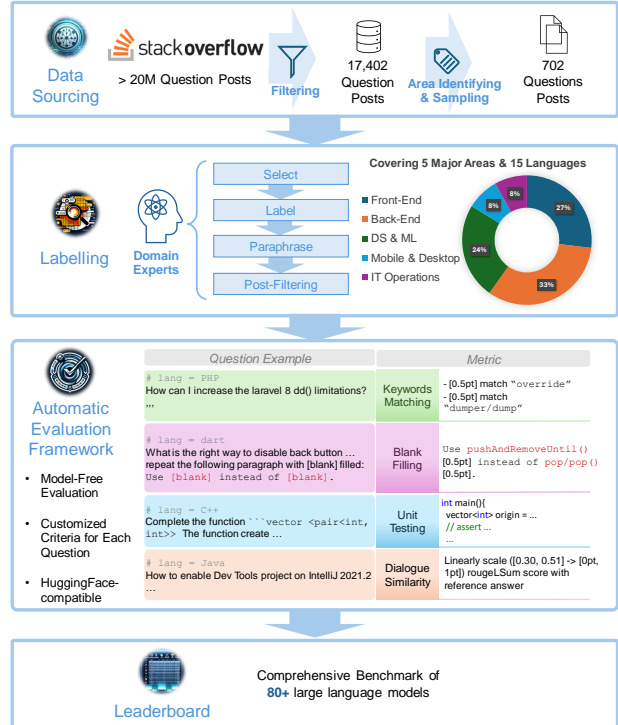 Data
Sourcing
stackoverflow
> 20M Question Posts
Filtering
17,402
Question
Posts
Area Identifying
& Sampling
702
Questions
Posts
Labelling
Domain
Experts
Select
Label
Paraphrase
Post-Filtering
Covering 5 Major Areas & 15 Languages
Front-End
Back-End
DS & ML
Mobile & Desktop
IT Operations
27%
33%
24%
8%
8%
Automatic
Evaluation
Framework
• Model-Free
Evaluation
• Customized
Criteria for Each
Question
• HuggingFace-
compatible
Question Example
Metric
# lang = PHP
How can I increase the laravel 8 dd() limitations?
...
Keywords
Matching
- [0.5pt] match "override"
- [0.5pt] match
"dumper/dump"
# lang = dart
What is the right way to disable back button ...
repeat the following paragraph with [blank] filled:
Use [blank] instead of [blank].
Blank
Filling
Use pushAndRemoveUntil()
[0.5pt] instead of pop/pop()
[0.5pt].
# lang = C++
Complete the function ```vector <pair<int,
int>> The function create ...
Unit
Testing
int main(){
vector<int> origin = ...
// assert ...
...
# lang = Java
How to enable Dev Tools project on IntelliJ 2021.2
...
Dialogue
Similarity
Linearly scale ([0.30, 0.51] -> [0pt,
1pt]) rougeLSum score with
reference answer
Leaderboard
Comprehensive Benchmark of
80+ large language models